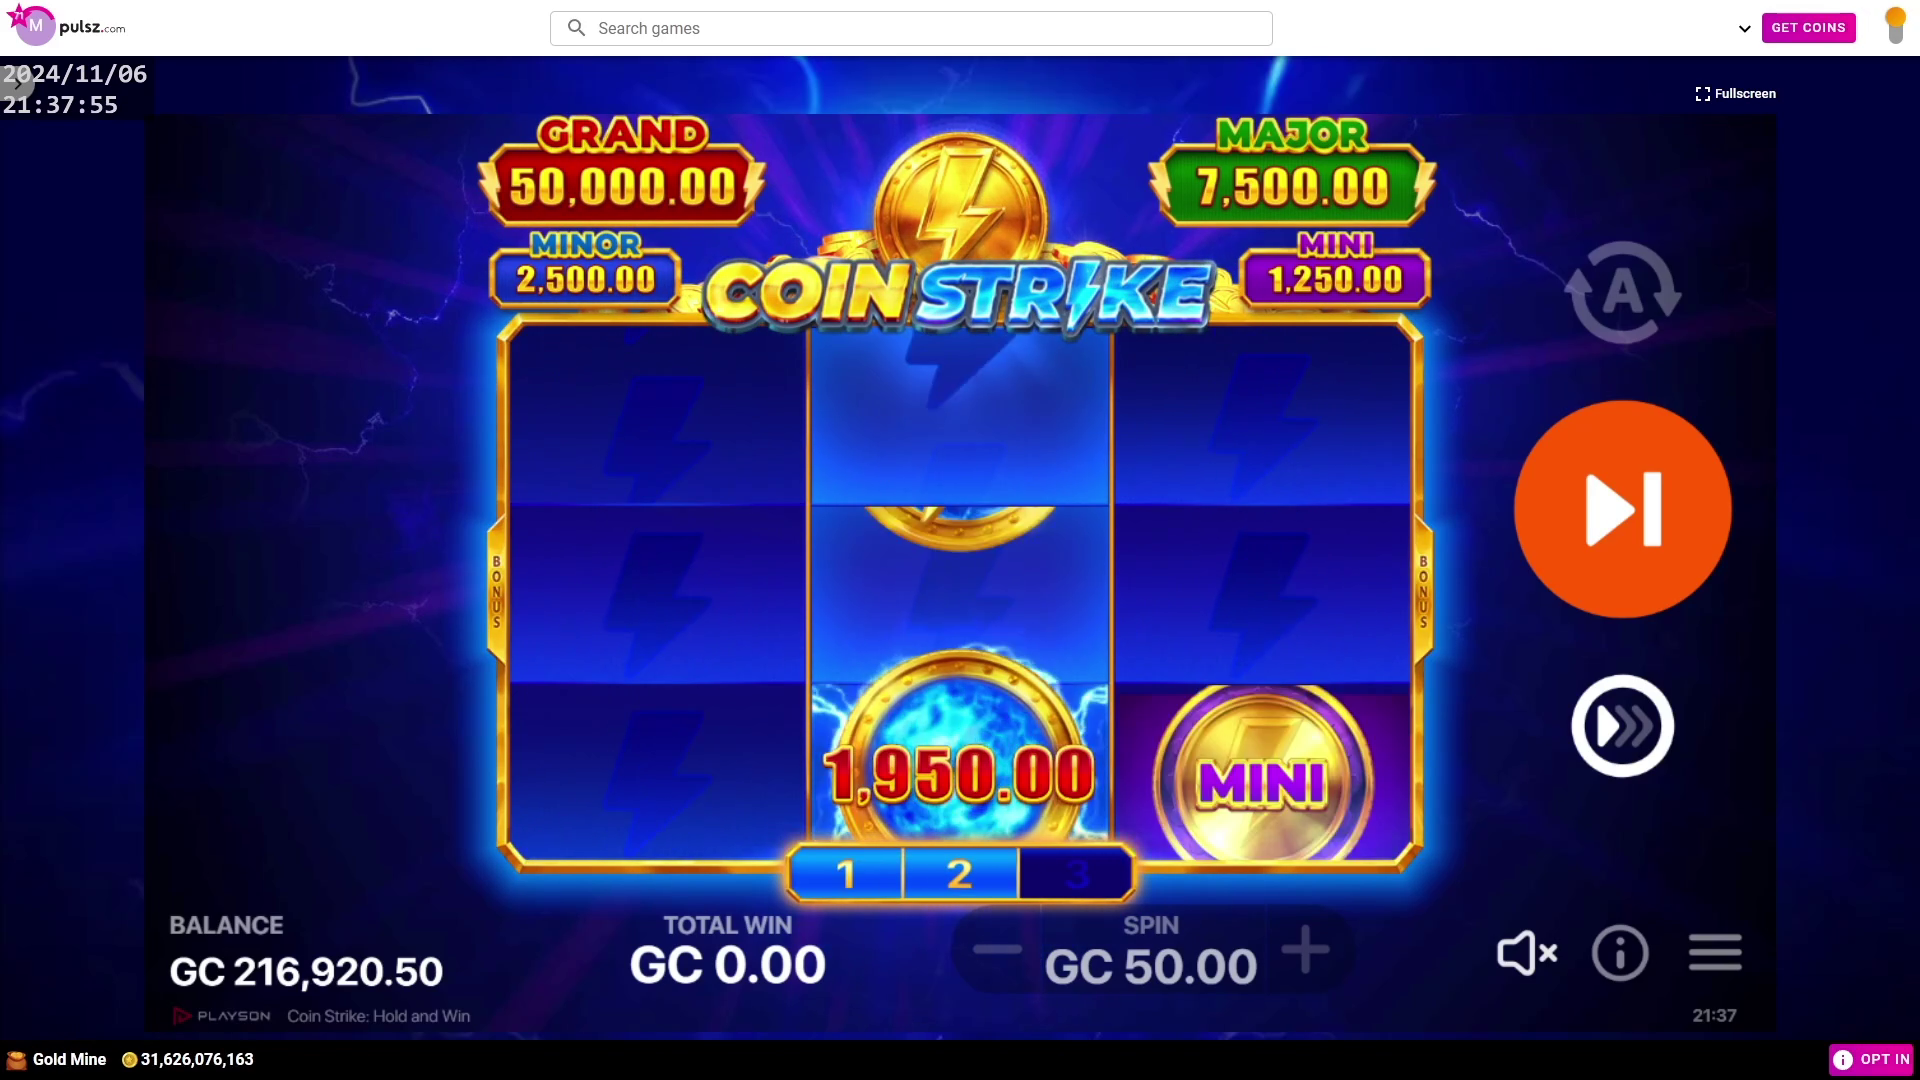 71
M
pulsz.com
Search games
GET COINS
2024/11/06
21:37:55
Fullscreen
GRAND
50,000.00
MAJOR
7,500.00
MINOR
2,500.00
MINI
1,250.00
COIN STRIKE
A
BONUS
BONUS
1,950.00
MINI
1 2 3
BALANCE
GC 216,920.50
TOTAL WIN
GC 0.00
SPIN
GC 50.00
PLAYSON Coin Strike: Hold and Win
21:37
Gold Mine 31,626,076,163
OPT IN